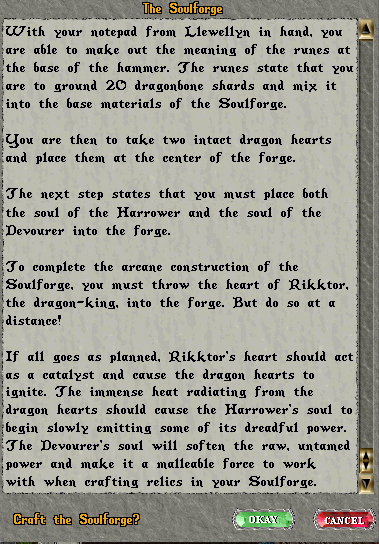 The Soulforge
With your notepad from Llewellyn in hand, you
are able to make out the meaning of the runes at
the base of the hammer. The runes state that you
are to ground 20 dragonbone shards and mix it
into the base materials of the Soulforge.
You are then to take two intact dragon hearts
and place them at the center of the forge.
The next step states that you must place both
the soul of the Harrower and the soul of the
Devourer into the forge.
To complete the arcane construction of the
Soulforge, you must throw the heart of Rikktor,
the dragon-king, into the forge. But do so at a
distance!
If all goes as planned, Rikktor's heart should act
as a catalyst and cause the dragon hearts to
ignite. The immense heat radiating from the
dragon hearts should cause the Harrower's soul to
begin slowly emitting some of its dreadful power.
The Devourer's soul will soften the raw, untamed
power and make it a malleable force to work
with when crafting relics in your Soulforge.
Craft the Soulforge? OKAY CANCEL